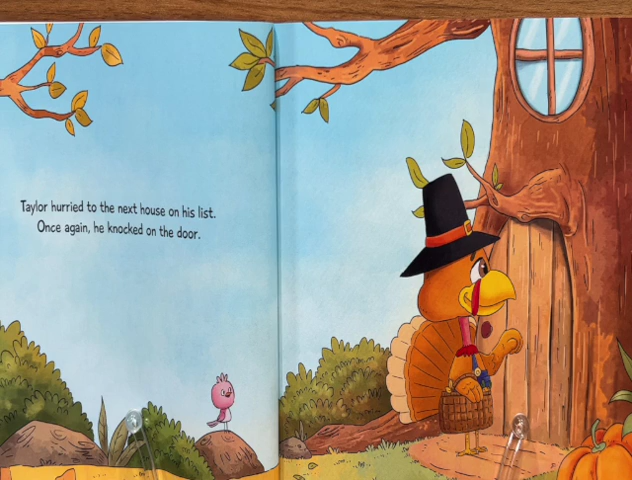 Taylor hurried to the next house on his list.
Once again, he knocked on the door.